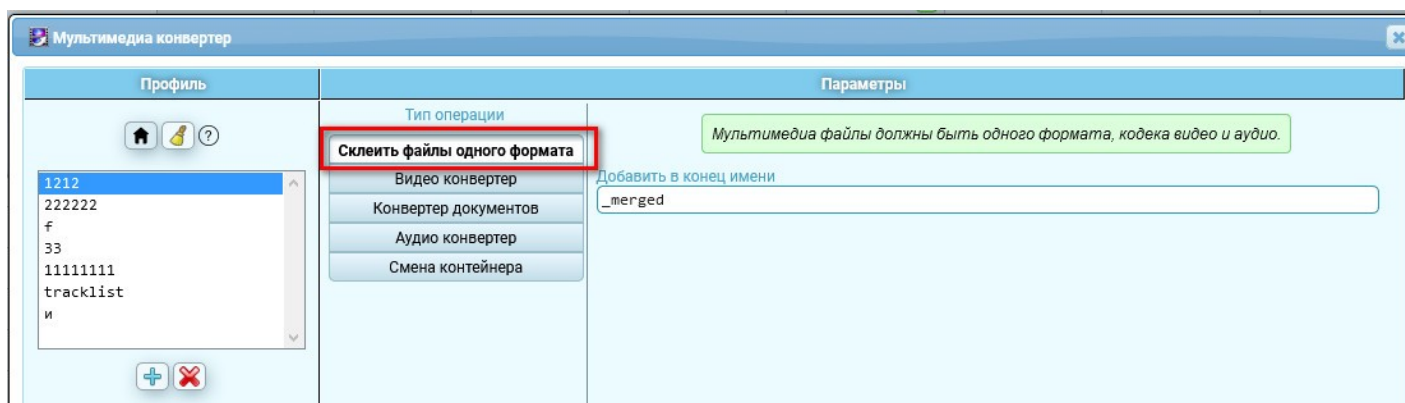 Мультимедиа конвертер
Профиль
Параметры
Тип операции
Склеить файлы одного формата
Видео конвертер
Конвертер документов
Аудио конвертер
Смена контейнера
Мультимедиа файлы должны быть одного формата, кодека видео и аудио.
Добавить в конец имени
_merged
?
1212
222222
f
33
11111111
tracklist
и